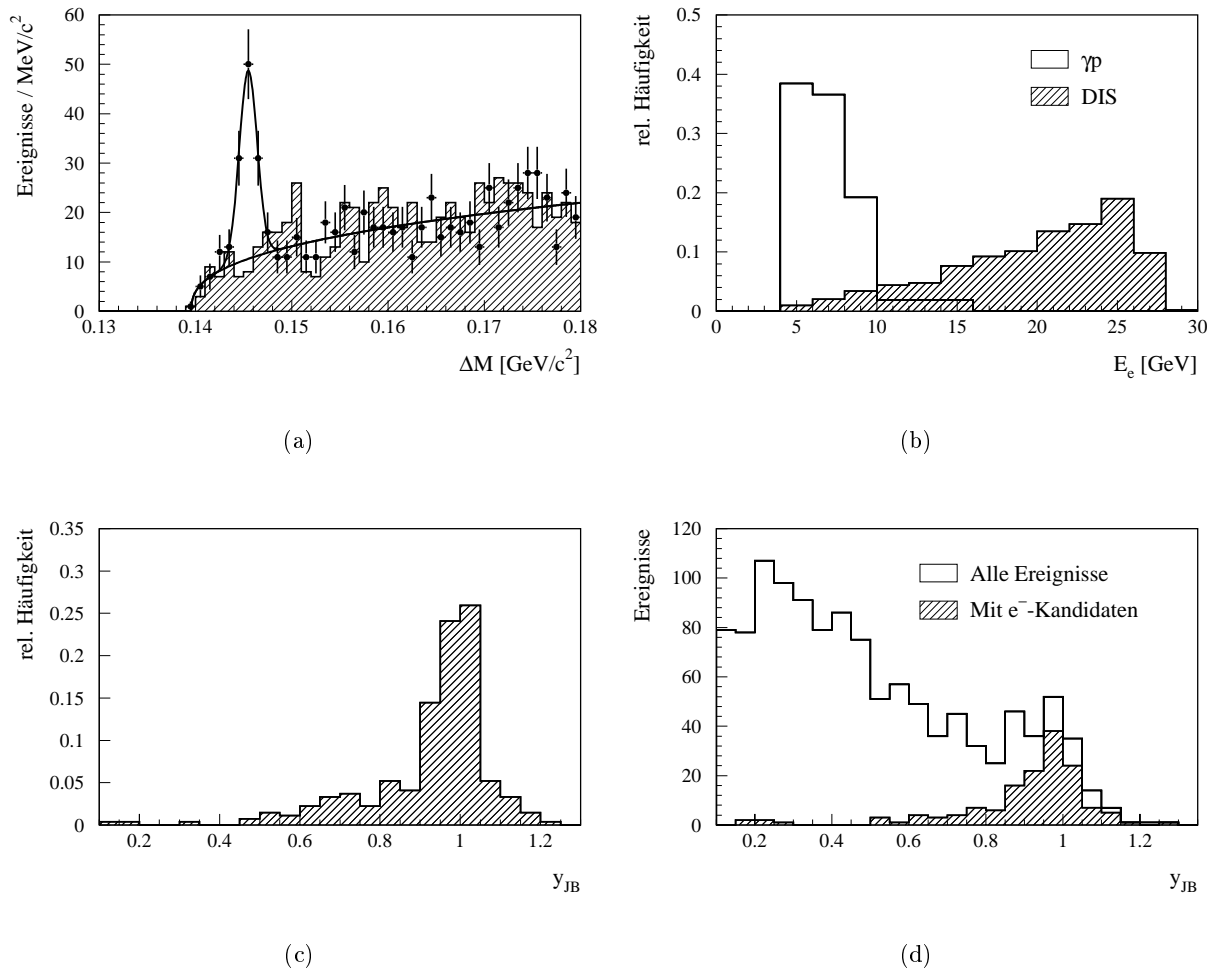 Ereignisse / MeV/c²
60
50
40
30
20
10
0
0.13 0.14 0.15 0.16 0.17 0.18
ΔM [GeV/c²]
(a)
rel. Häufigkeit
0.5
0.4
0.3
0.2
0.1
0
γp
DIS
0 5 10 15 20 25 30
E_e [GeV]
(b)
rel. Häufigkeit
0.35
0.3
0.25
0.2
0.15
0.1
0.05
0
0.2 0.4 0.6 0.8 1 1.2
y_JB
(c)
Ereignisse
120
100
80
60
40
20
0
Alle Ereignisse
Mit e⁻-Kandidaten
0.2 0.4 0.6 0.8 1 1.2
y_JB
(d)